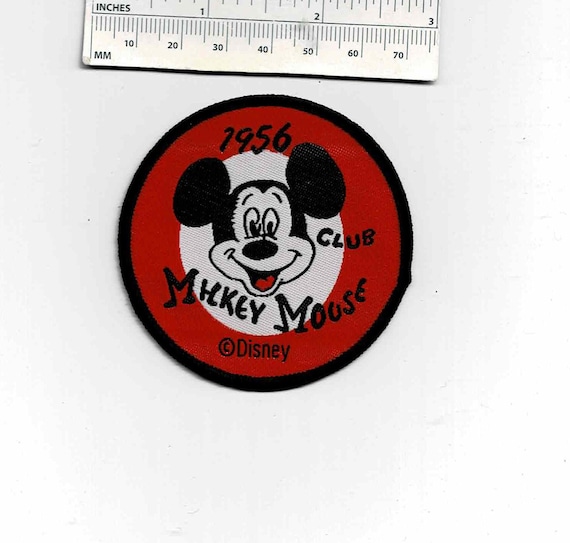 INCHES 1 2 3
MM 10 20 30 40 50 60 70
1956
CLUB
MICKEY MOUSE
©Disney